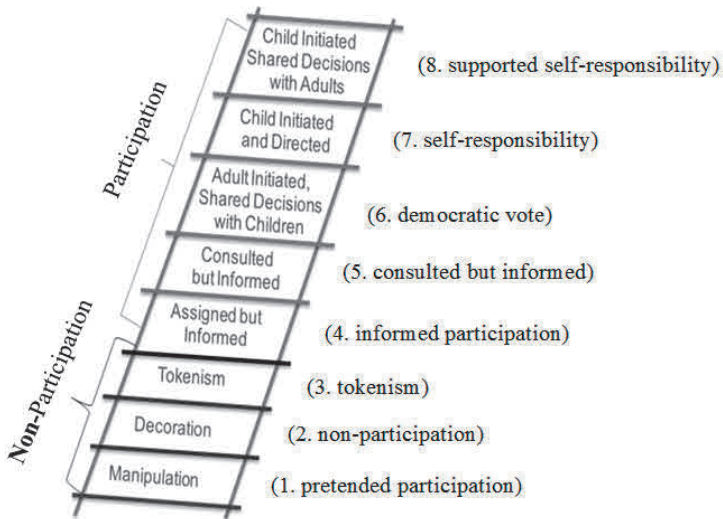 Child Initiated
Shared Decisions
with Adults
(8. supported self-responsibility)
Child Initiated
and Directed
(7. self-responsibility)
Adult Initiated,
Shared Decisions
with Children
(6. democratic vote)
Consulted
but Informed
(5. consulted but informed)
Assigned but
Informed
(4. informed participation)
Tokenism
(3. tokenism)
Decoration
(2. non-participation)
Manipulation
(1. pretended participation)
Participation
Non-Participation